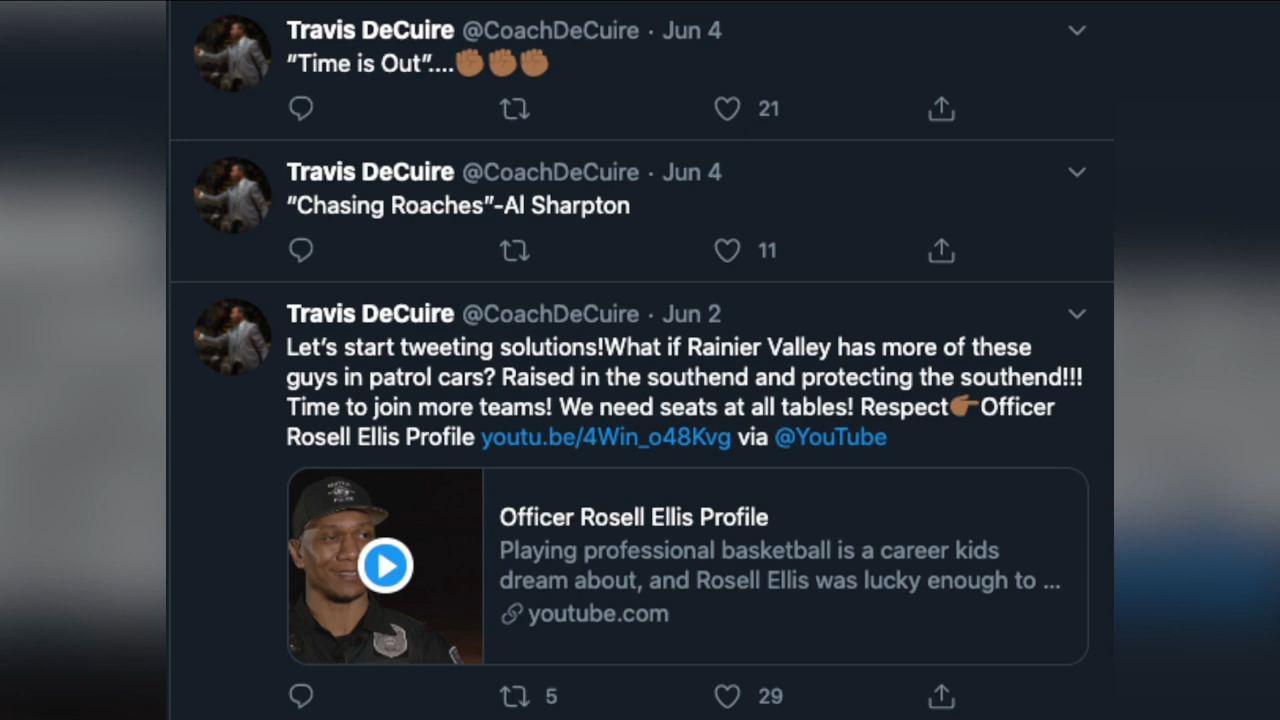 Travis DeCuire @CoachDeCuire · Jun 4
"Time is Out"....✊🏾✊🏾✊🏾
21
Travis DeCuire @CoachDeCuire · Jun 4
"Chasing Roaches"-Al Sharpton
11
Travis DeCuire @CoachDeCuire · Jun 2
Let's start tweeting solutions!What if Rainier Valley has more of these
guys in patrol cars? Raised in the southend and protecting the southend!!!
Time to join more teams! We need seats at all tables! Respect👉🏾Officer
Rosell Ellis Profile youtu.be/4Win_o48Kvg via @YouTube
Officer Rosell Ellis Profile
Playing professional basketball is a career kids
dream about, and Rosell Ellis was lucky enough to ...
youtube.com
5 29